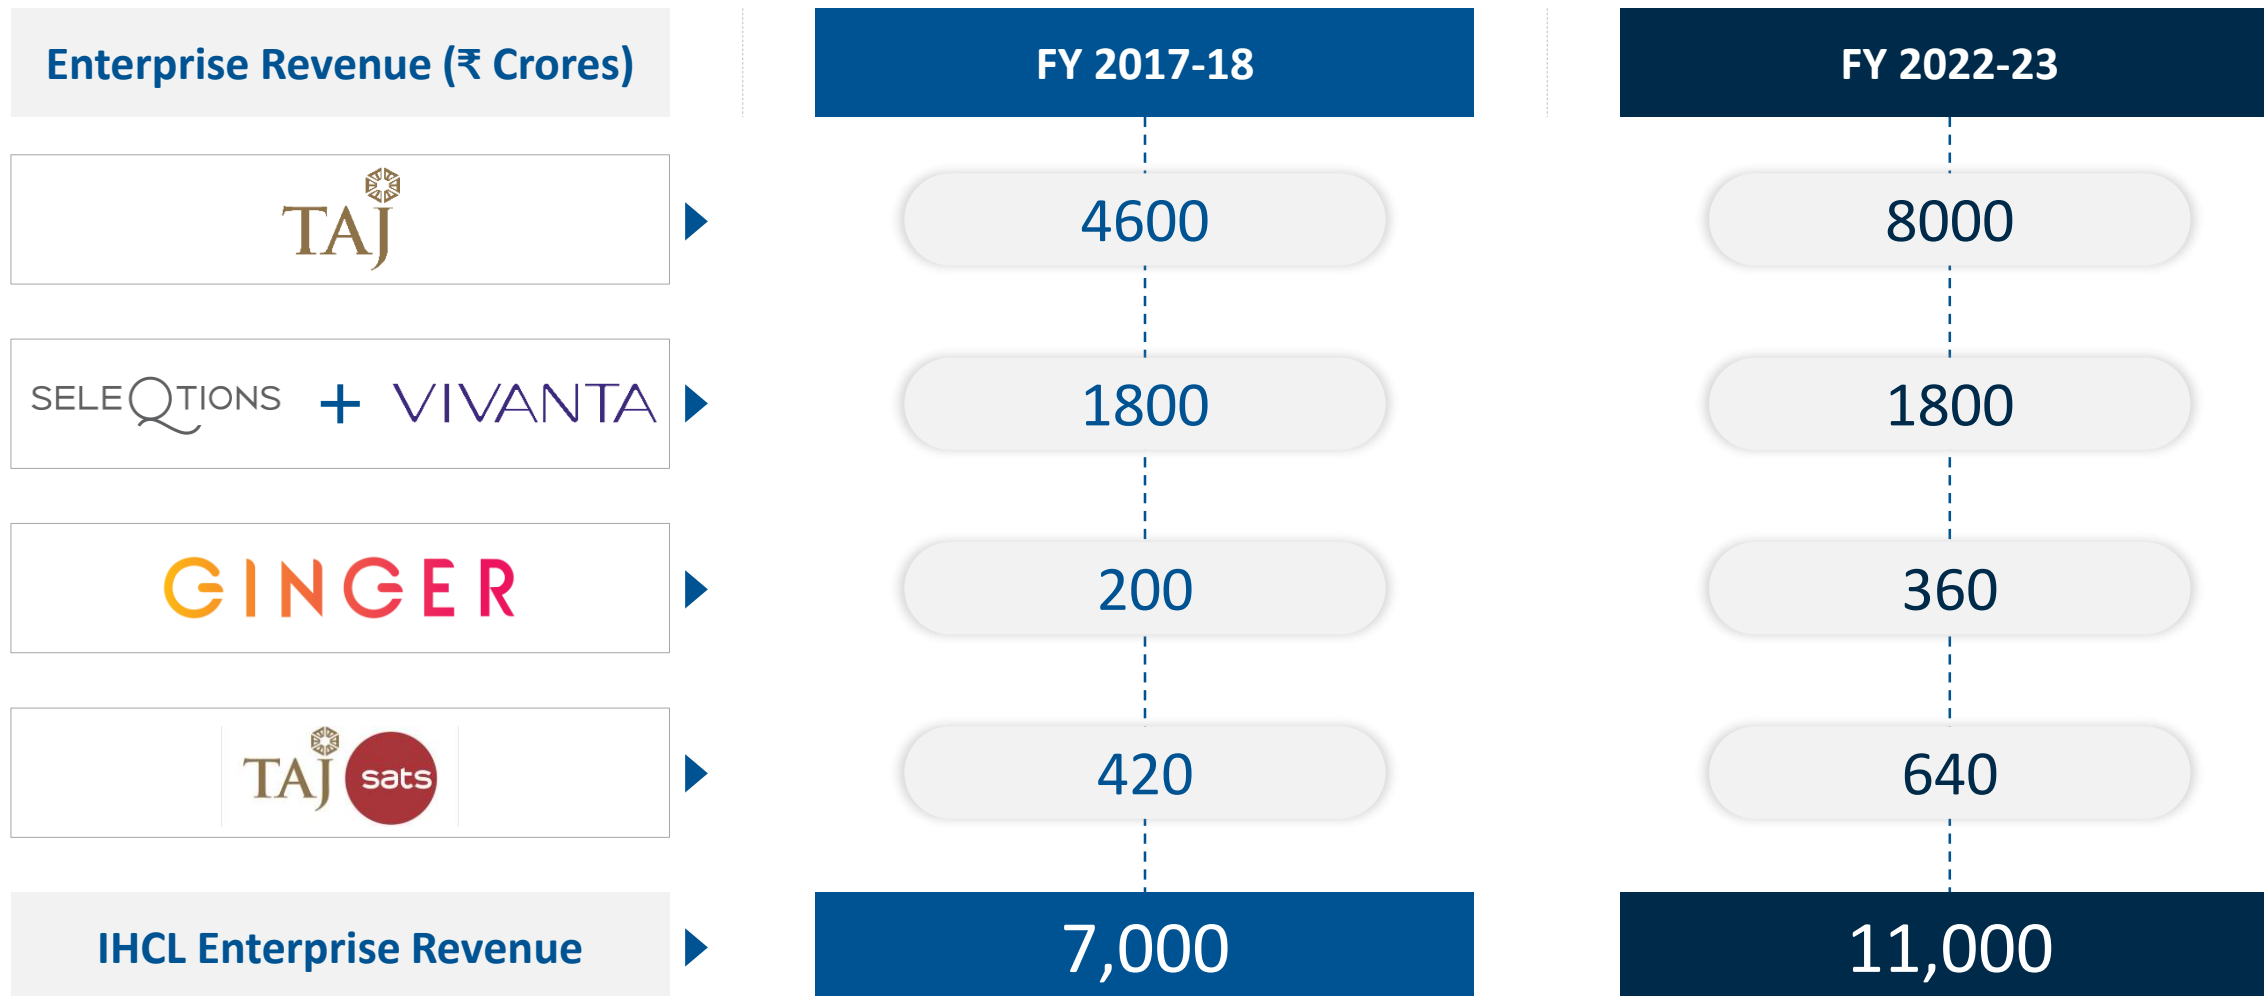 Enterprise Revenue (₹ Crores) FY 2017-18 FY 2022-23
TAJ 4600 8000
SELEQTIONS + VIVANTA 1800 1800
GINGER 200 360
TAJ sats 420 640
IHCL Enterprise Revenue 7,000 11,000